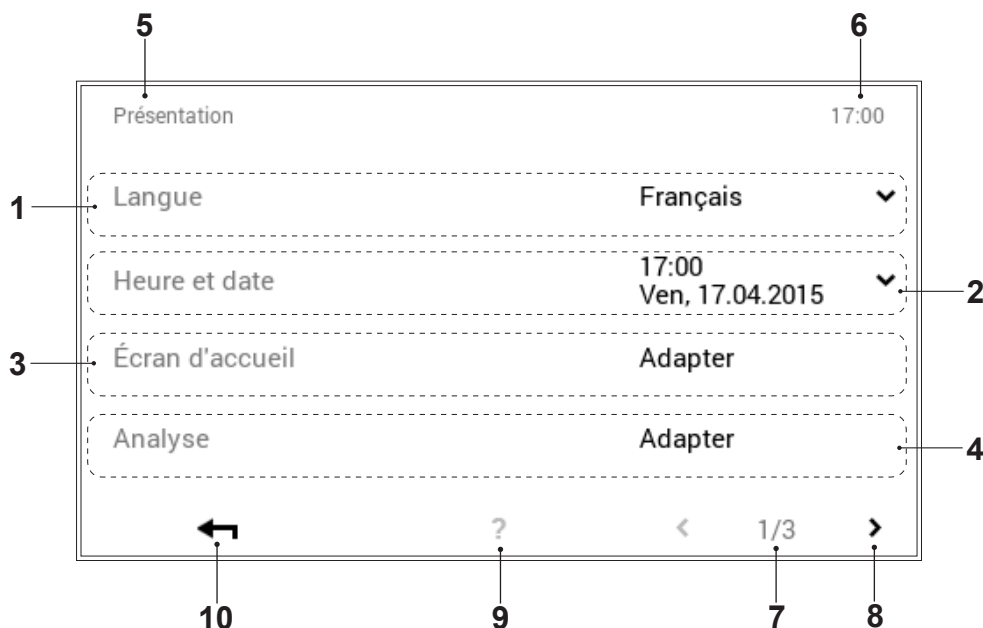 5 6
Présentation 17:00
1 Langue Français
Heure et date 17:00
Ven, 17.04.2015 2
3 Écran d'accueil Adapter
Analyse Adapter 4
? < 1/3 >
10 9 7 8